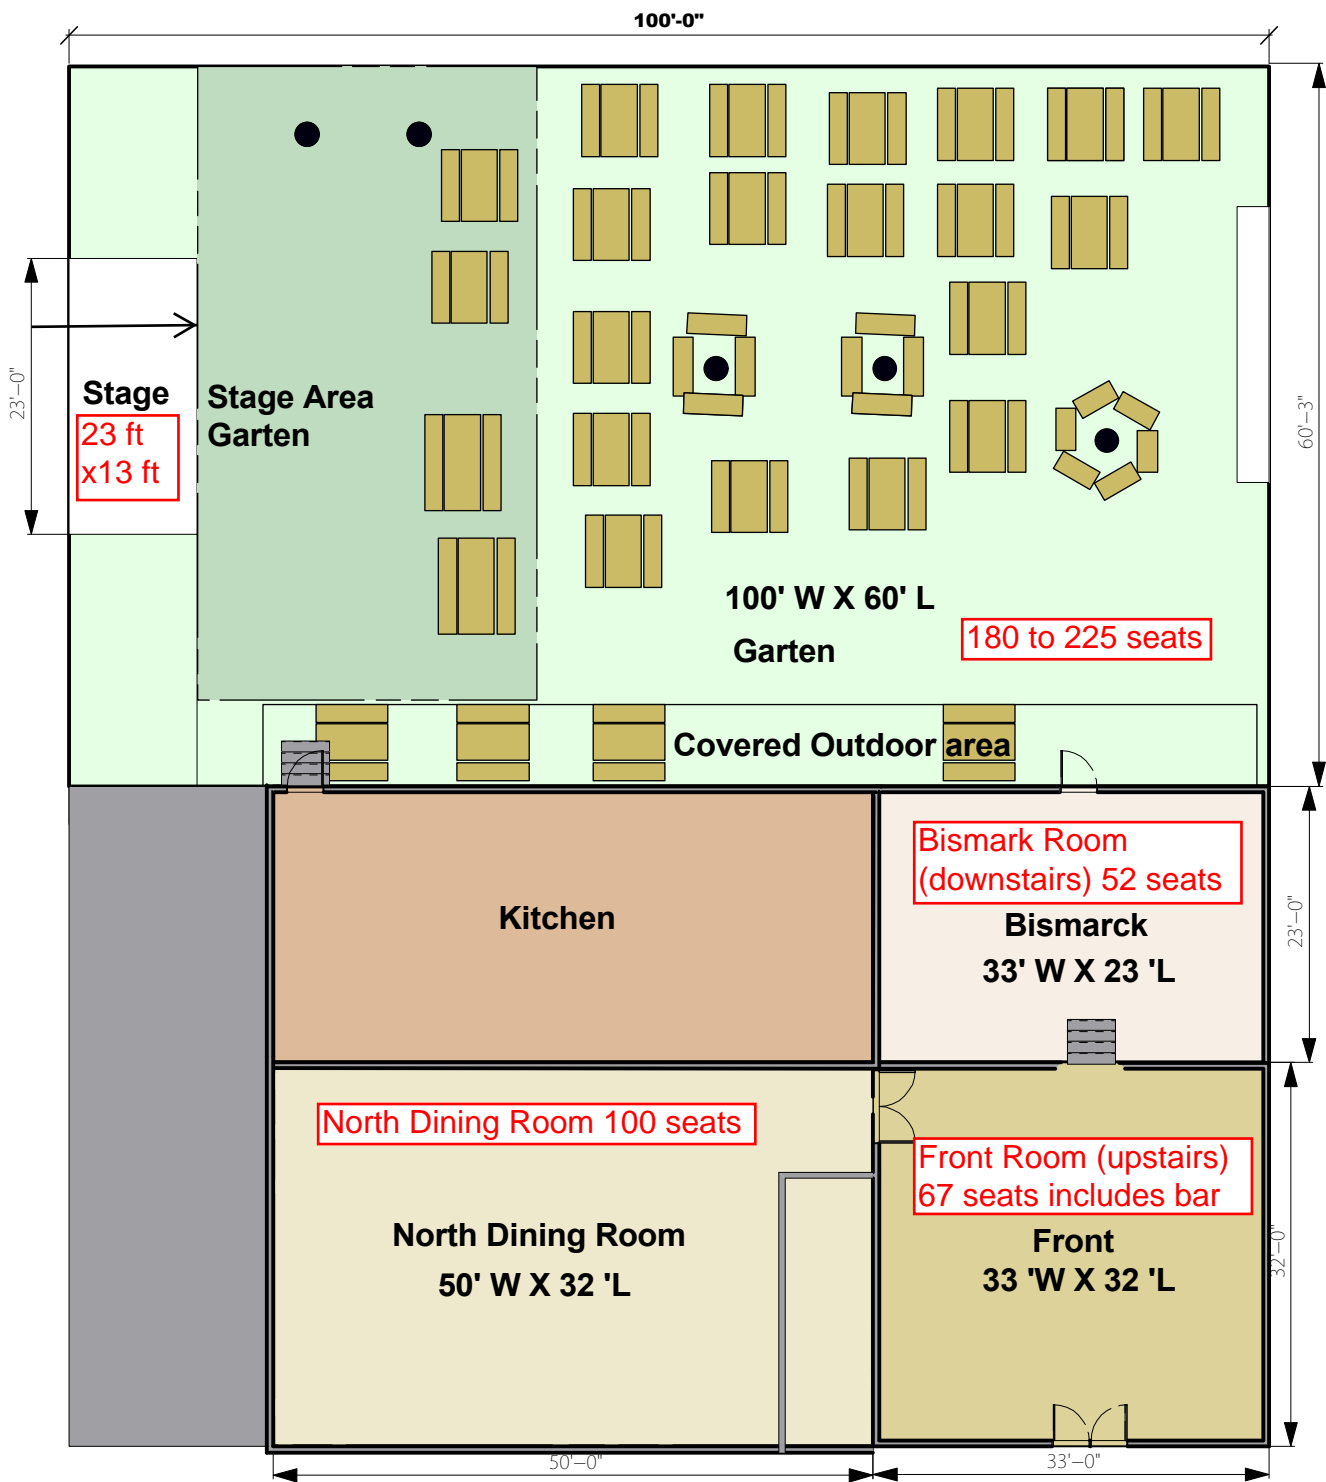 100'-0"
Stage
23 ft
x13 ft
23'–0"
Stage Area
Garten
60'–3"
100' W X 60' L
Garten
180 to 225 seats
Covered Outdoor area
Kitchen
Bismark Room
(downstairs) 52 seats
Bismarck
33' W X 23 'L
23'–0"
North Dining Room 100 seats
North Dining Room
50' W X 32 'L
Front Room (upstairs)
67 seats includes bar
Front
33 'W X 32 'L
32'–0"
50'–0"
33'–0"